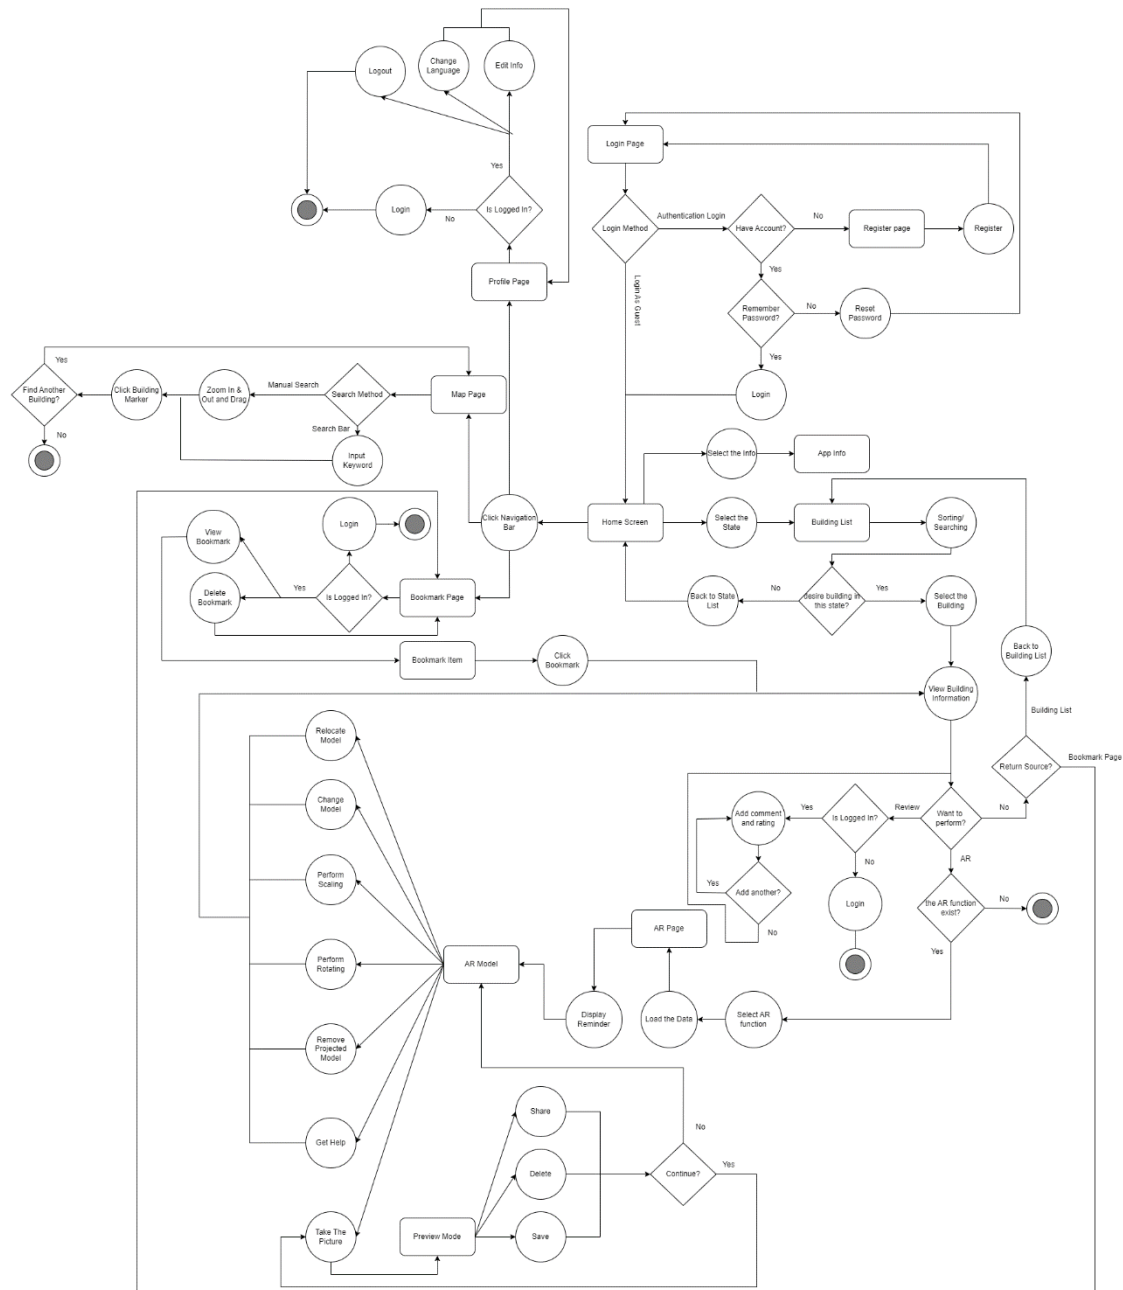 Logout
Change
Language
Edit Info
Yes
Is Logged In?
No
Login
Profile Page
Login Page
Login Method
Authentication Login
Have Account?
No
Register page
Register
Yes
Login As Guest
Remember
Password?
No
Reset
Password
Yes
Login
Yes
Find Another
Building?
No
Click Building
Marker
Zoom In &
Out and Drag
Manual Search
Search Method
Search Bar
Input
Keyword
Map Page
Select the Info
App Info
Click Navigation
Bar
Home Screen
Select the
State
Building List
Sorting/
Searching
View
Bookmark
Login
Delete
Bookmark
Yes
Is Logged In?
Bookmark Page
Back to State
List
No
desire building in
this state?
Yes
Select the
Building
Bookmark Item
Click
Bookmark
Back to
Building List
View Building
Information
Building List
Return Source?
Bookmark Page
Relocate
Model
Change
Model
Perform
Scaling
Perform
Rotating
Remove
Projected
Model
Get Help
Take The
Picture
AR Model
Add comment
and rating
Yes
Is Logged In?
Review
Want to
perform?
No
Yes
Add another?
No
No
Login
AR
the AR function
exist?
No
Yes
AR Page
Display
Reminder
Load the Data
Select AR
function
Share
Delete
Save
Preview Mode
No
Continue?
Yes